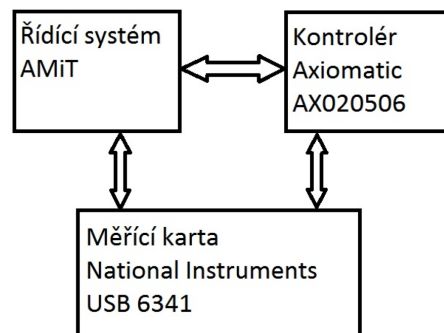 Řídící systém
AMiT
Kontrolér
Axiomatic
AX020506
Měřící karta
National Instruments
USB 6341